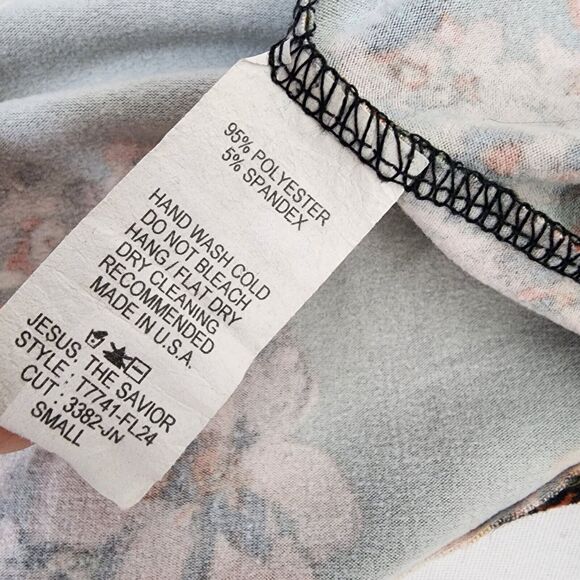 95% POLYESTER
5% SPANDEX
HAND WASH COLD
DO NOT BLEACH
HANG / FLAT DRY
DRY CLEANING
RECOMMENDED
MADE IN U.S.A.
JESUS, THE SAVIOR
STYLE : T7741-FL24
CUT : 3382-JN
SMALL